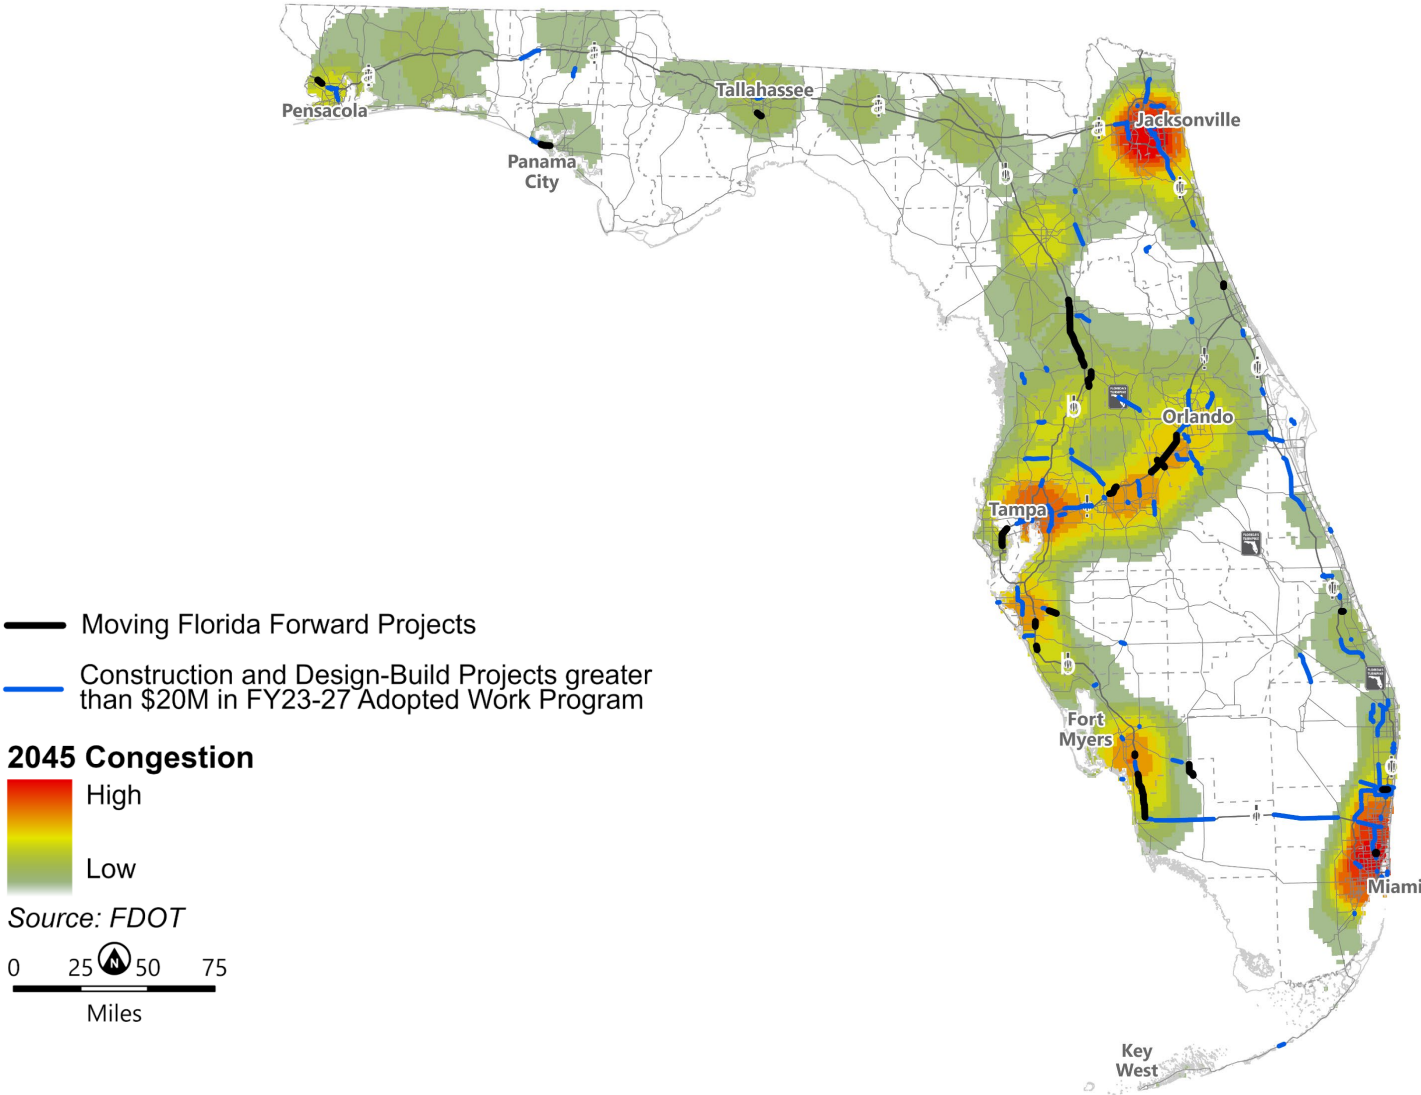 Tallahassee
Jacksonville
Pensacola
Panama
City
Orlando
Tampa
Moving Florida Forward Projects
Construction and Design-Build Projects greater
than $20M in FY23-27 Adopted Work Program
Fort
Myers
2045 Congestion
High
Low
Miami
Source: FDOT
N
0 25 50 75
Miles
Key
West